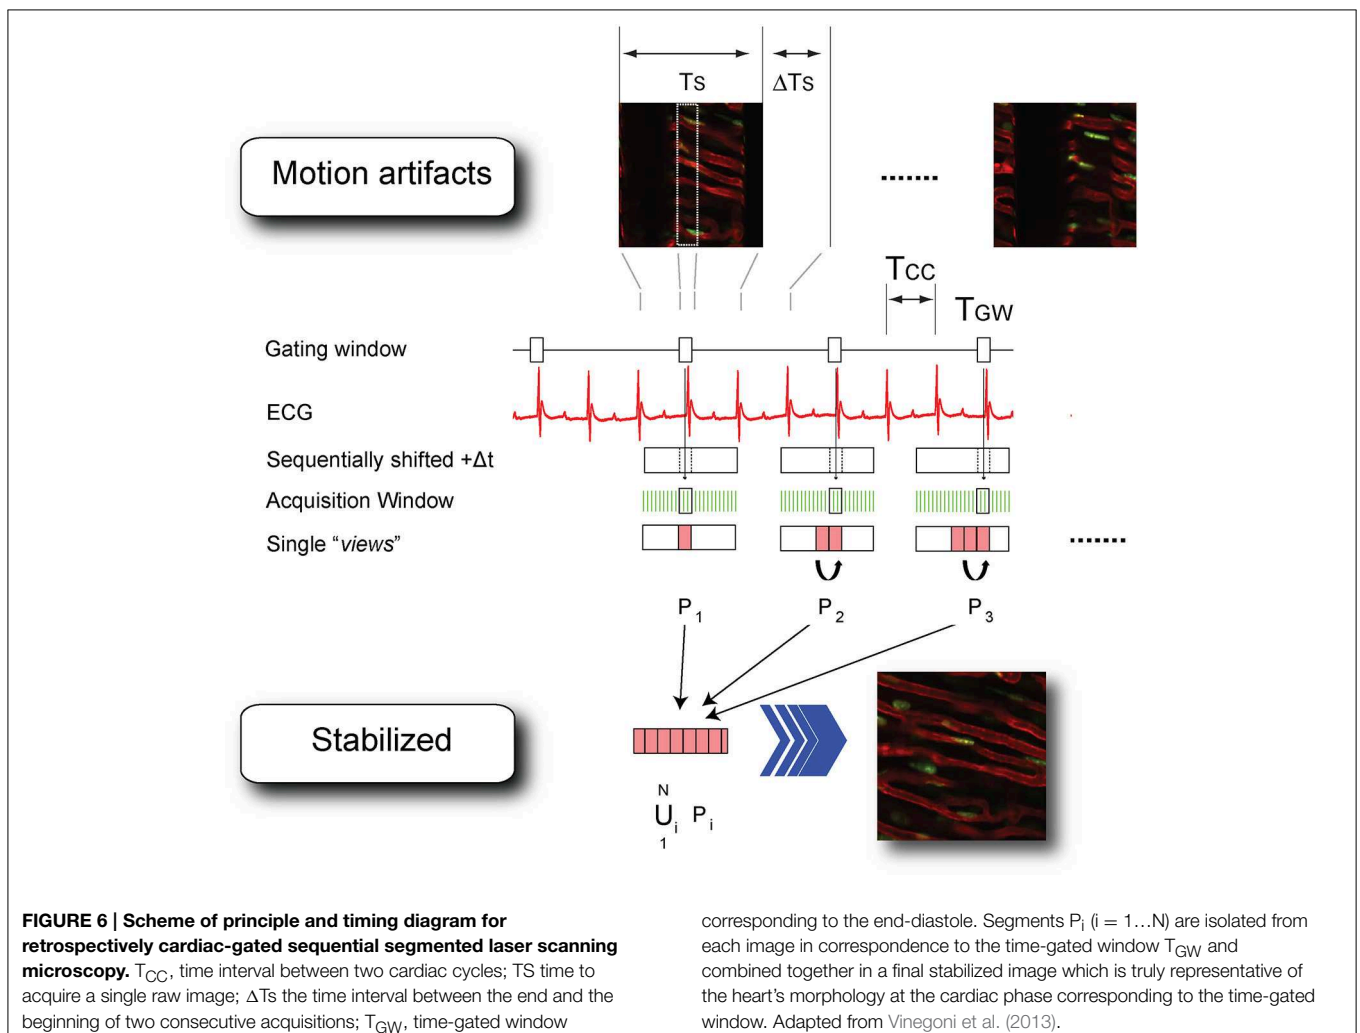 TS
ΔTS
Motion artifacts
........
TCC
TGW
Gating window
ECG
Sequentially shifted +Δt
Acquisition Window
Single “views”
........
P1
P2
P3
Stabilized
N
U i P i
1
FIGURE 6 | Scheme of principle and timing diagram for
retrospectively cardiac-gated sequential segmented laser scanning
microscopy. TCC, time interval between two cardiac cycles; TS time to
acquire a single raw image; ΔTs the time interval between the end and the
beginning of two consecutive acquisitions; TGW, time-gated window
corresponding to the end-diastole. Segments Pi (i = 1...N) are isolated from
each image in correspondence to the time-gated window TGW and
combined together in a final stabilized image which is truly representative of
the heart's morphology at the cardiac phase corresponding to the time-gated
window. Adapted from Vinegoni et al. (2013).